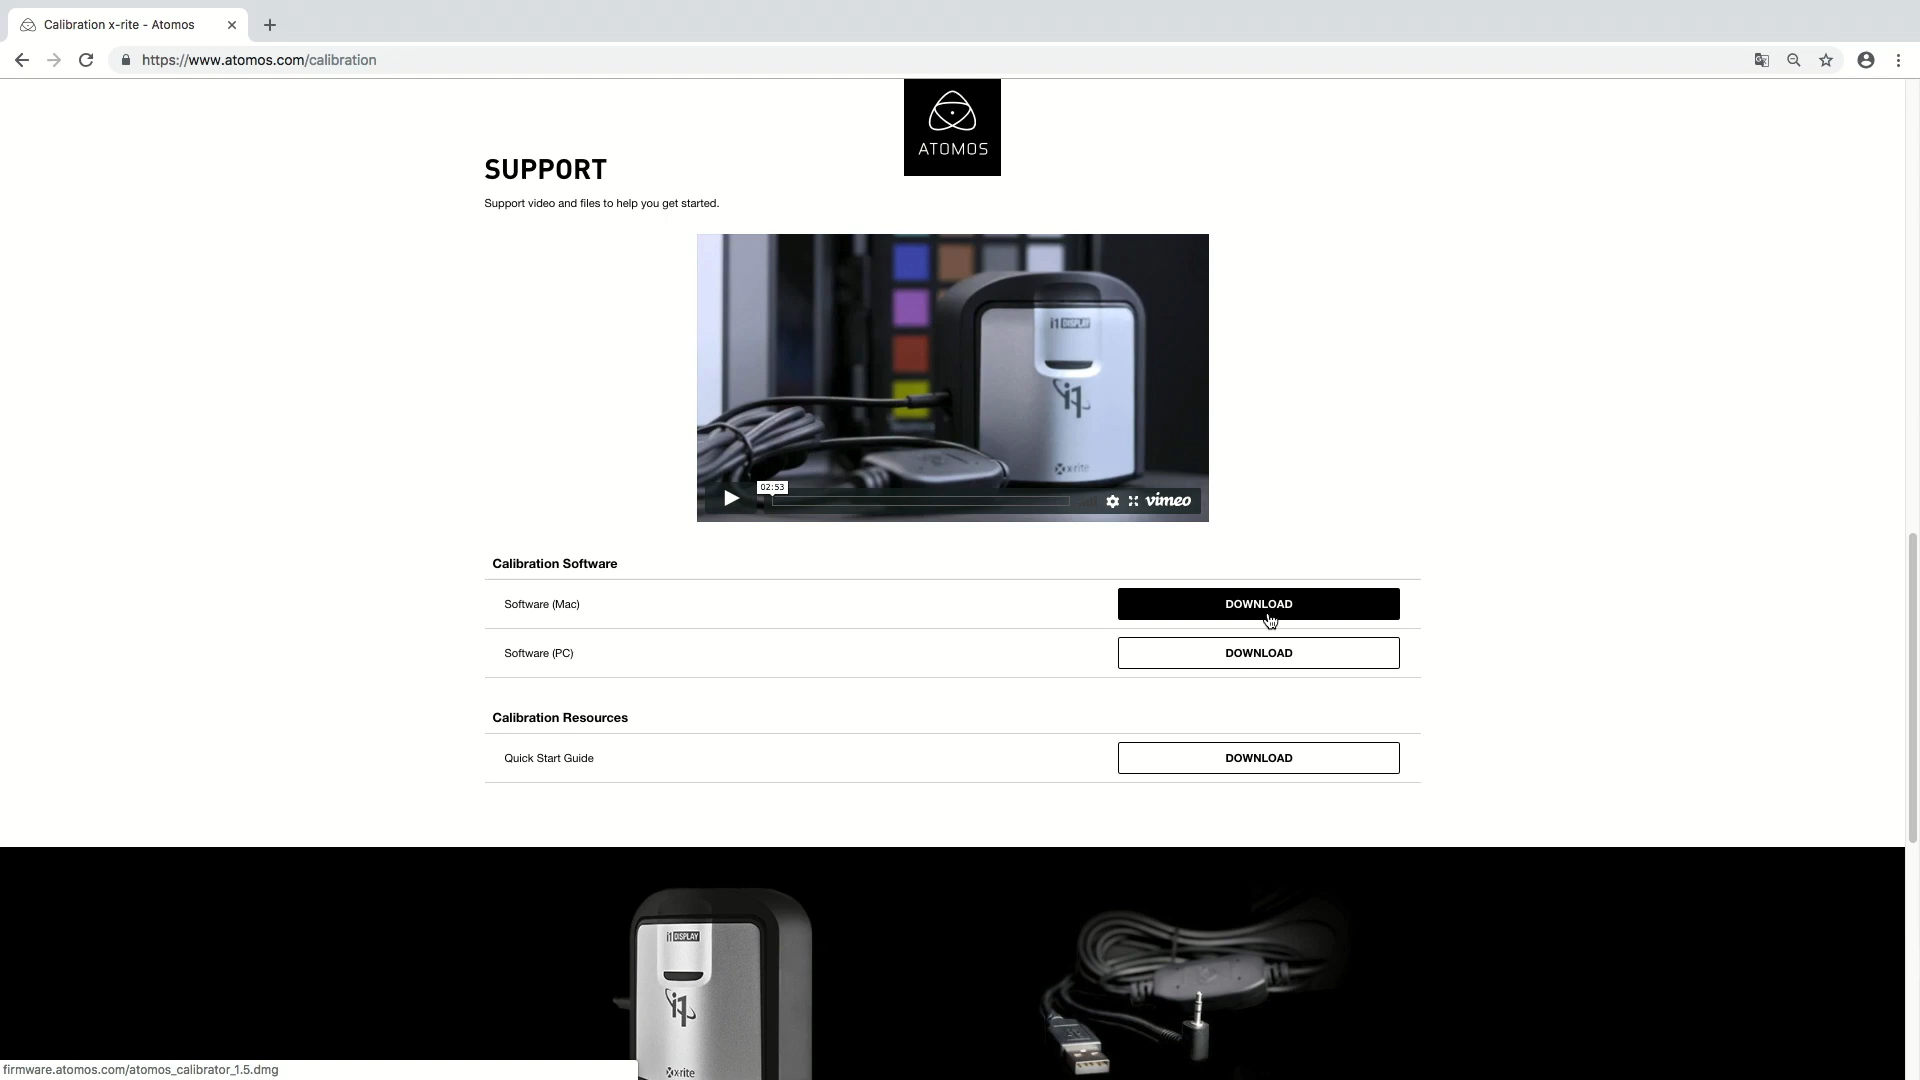 Calibration x-rite - Atomos
https://www.atomos.com/calibration
ATOMOS
SUPPORT
Support video and files to help you get started.
i1 DISPLAY
i1
x·rite
02:53
vimeo
Calibration Software
Software (Mac)
DOWNLOAD
Software (PC)
DOWNLOAD
Calibration Resources
Quick Start Guide
DOWNLOAD
i1 DISPLAY
i1
x·rite
firmware.atomos.com/atomos_calibrator_1.5.dmg